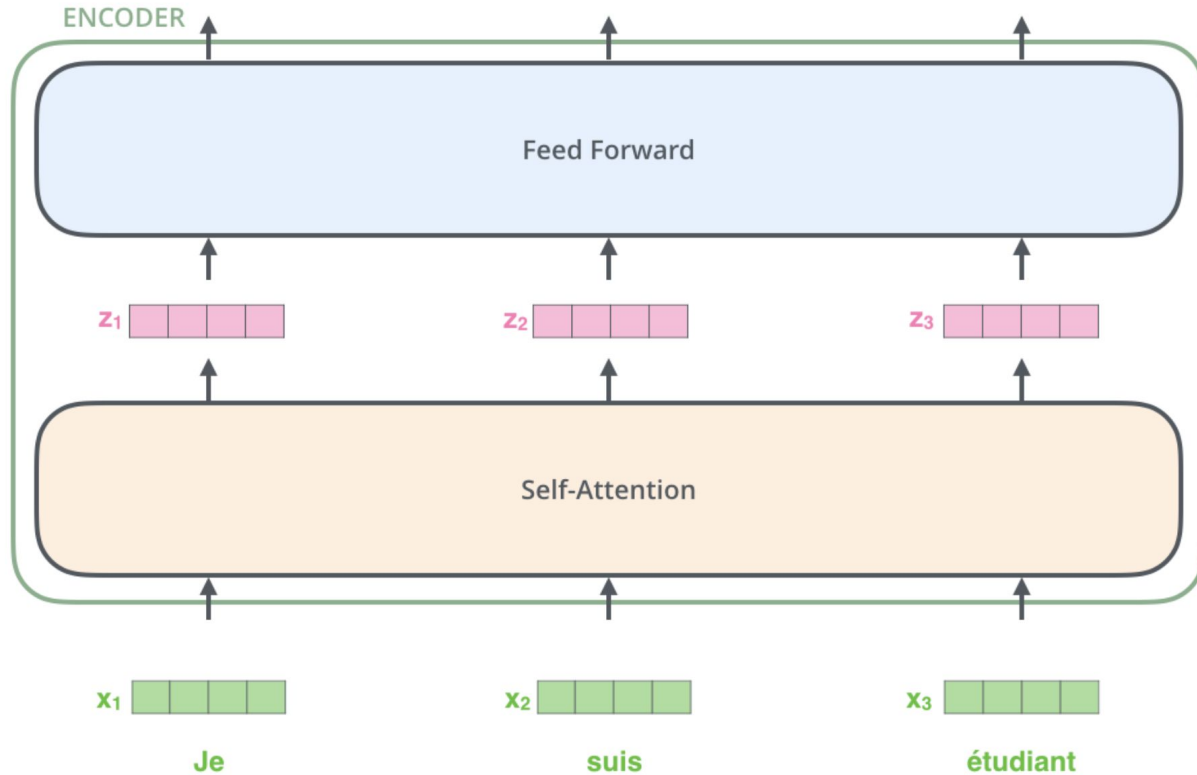 ENCODER
Feed Forward
z₁ z₂ z₃
Self-Attention
x₁ x₂ x₃
Je suis étudiant